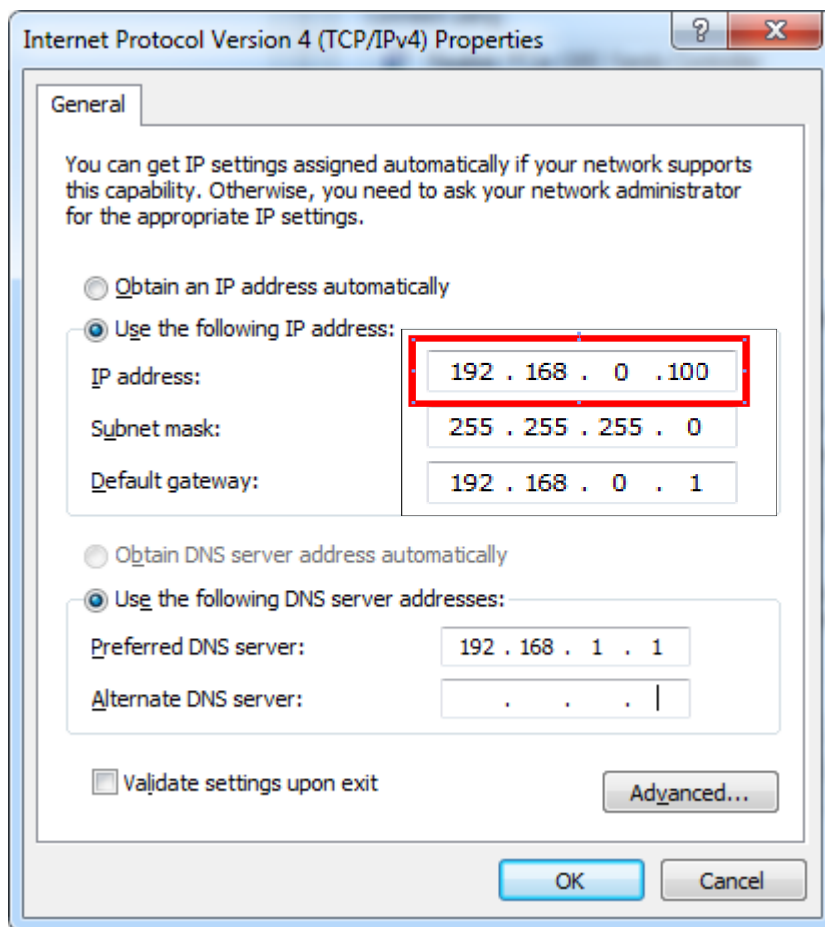 Internet Protocol Version 4 (TCP/IPv4) Properties
?
General
You can get IP settings assigned automatically if your network supports
this capability. Otherwise, you need to ask your network administrator
for the appropriate IP settings.
Obtain an IP address automatically
Use the following IP address:
IP address: 192 . 168 . 0 . 100
Subnet mask: 255 . 255 . 255 . 0
Default gateway: 192 . 168 . 0 . 1
Obtain DNS server address automatically
Use the following DNS server addresses:
Preferred DNS server: 192 . 168 . 1 . 1
Alternate DNS server: . . .
Validate settings upon exit
Advanced...
OK Cancel